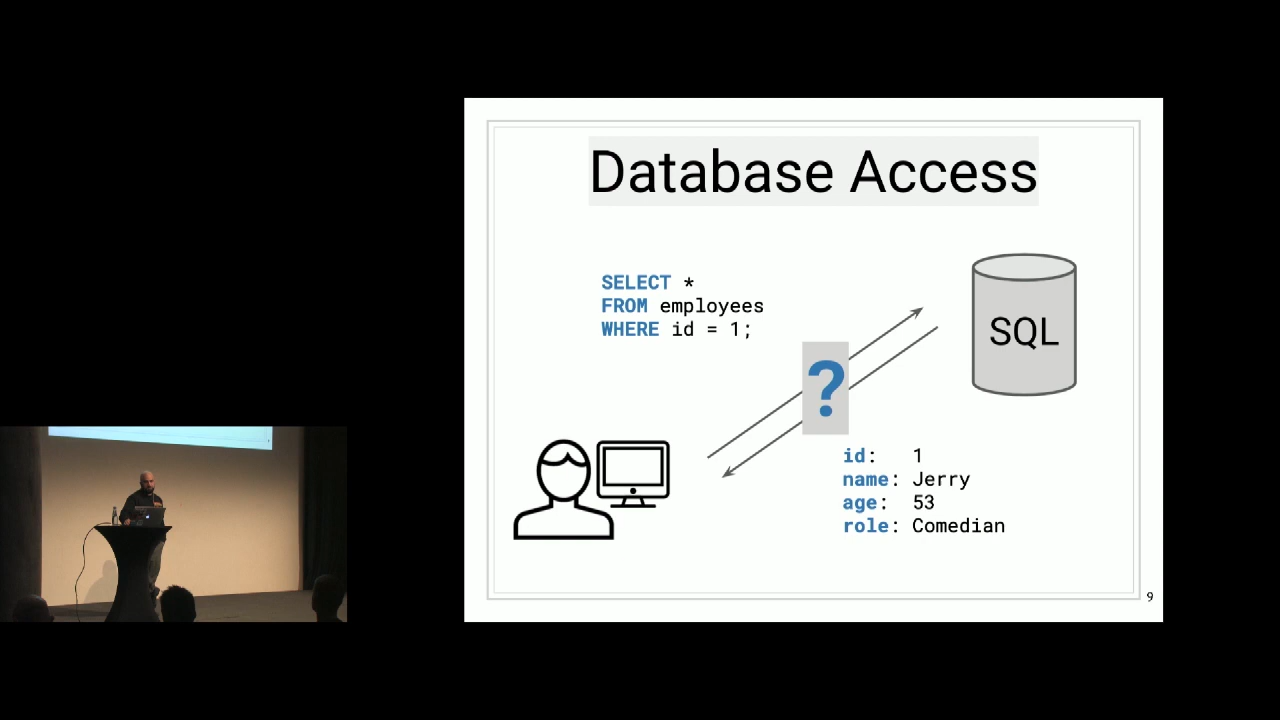 Database Access
SELECT *
FROM employees
WHERE id = 1;
SQL
?
id: 1
name: Jerry
age: 53
role: Comedian
9